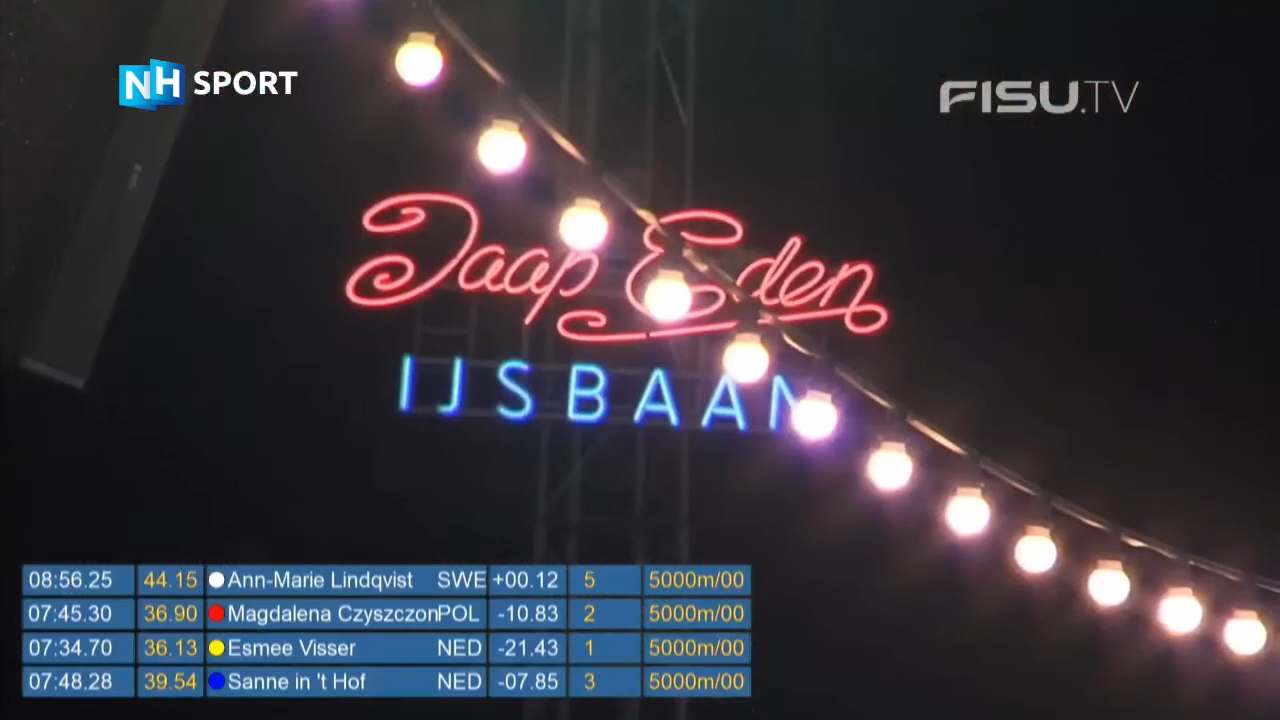 NH SPORT
FISU.TV
Jaap Eden
IJSBAAN
08:56.25 44.15 Ann-Marie Lindqvist SWE +00.12 5 5000m/00
07:45.30 36.90 Magdalena Czyszczon POL -10.83 2 5000m/00
07:34.70 36.13 Esmee Visser NED -21.43 1 5000m/00
07:48.28 39.54 Sanne in 't Hof NED -07.85 3 5000m/00